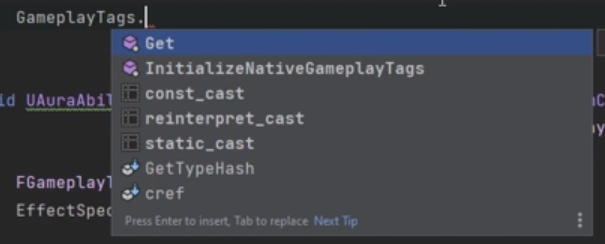 GameplayTags.
Get
InitializeNativeGameplayTags
const_cast
reinterpret_cast
static_cast
GetTypeHash
cref
Press Enter to insert, Tab to replace Next Tip
id UAuraAbil
FGameplayT
EffectSpec